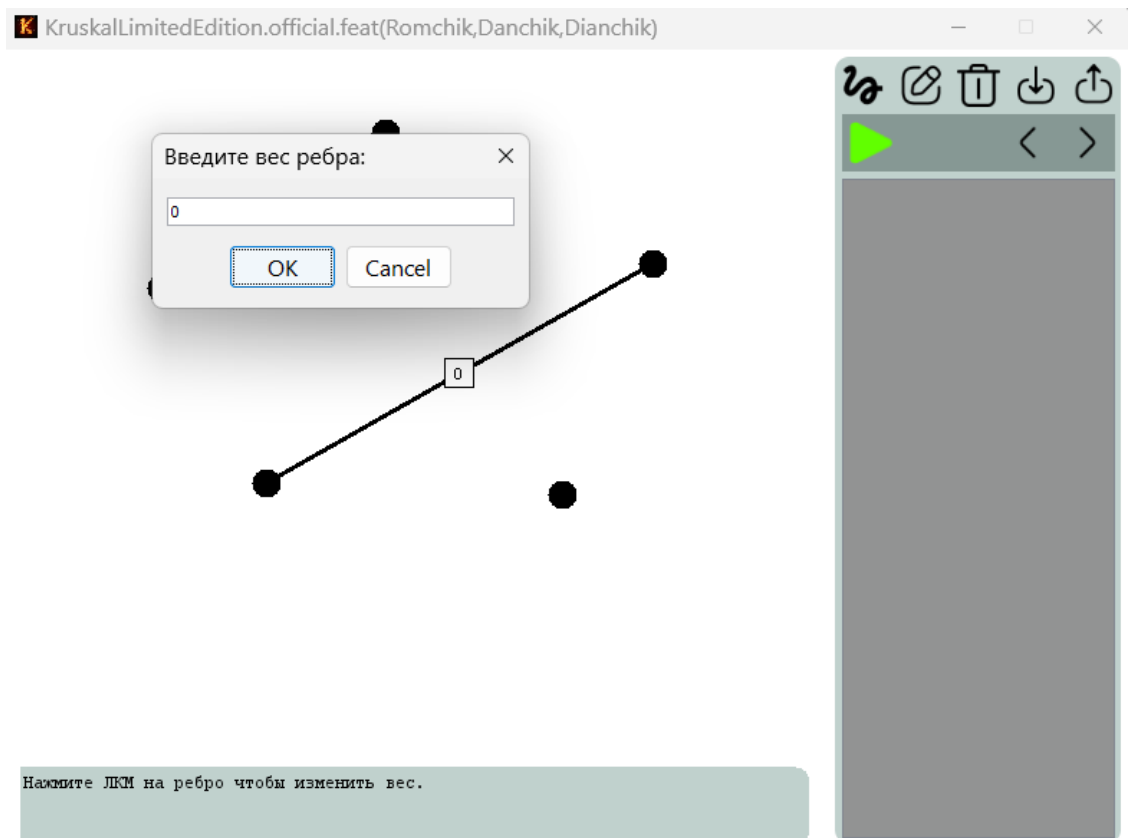 KruskalLimitedEdition.official.feat(Romchik,Danchik,Dianchik)
Введите вес ребра:
0
OK
Cancel
0
Нажмите ЛКМ на ребро чтобы изменить вес.